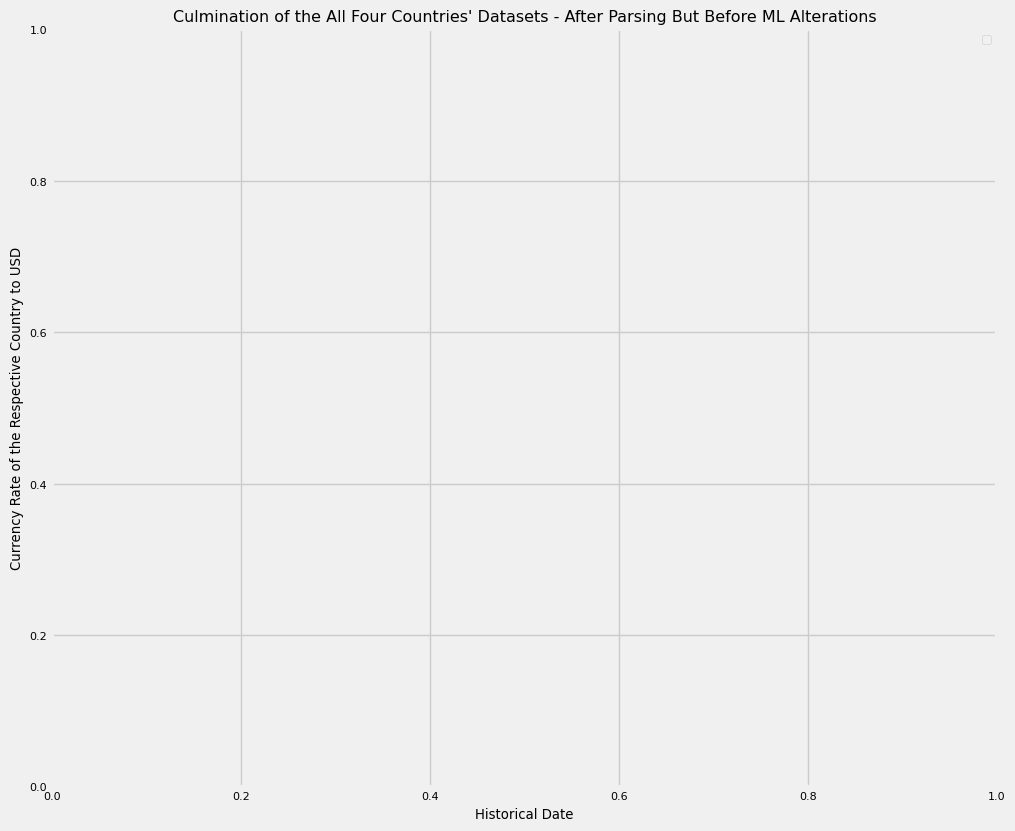 Culmination of the All Four Countries' Datasets - After Parsing But Before ML Alterations
1.0
0.8
0.6
0.4
0.2
0.0
Currency Rate of the Respective Country to USD
0.0 0.2 0.4 0.6 0.8 1.0
Historical Date